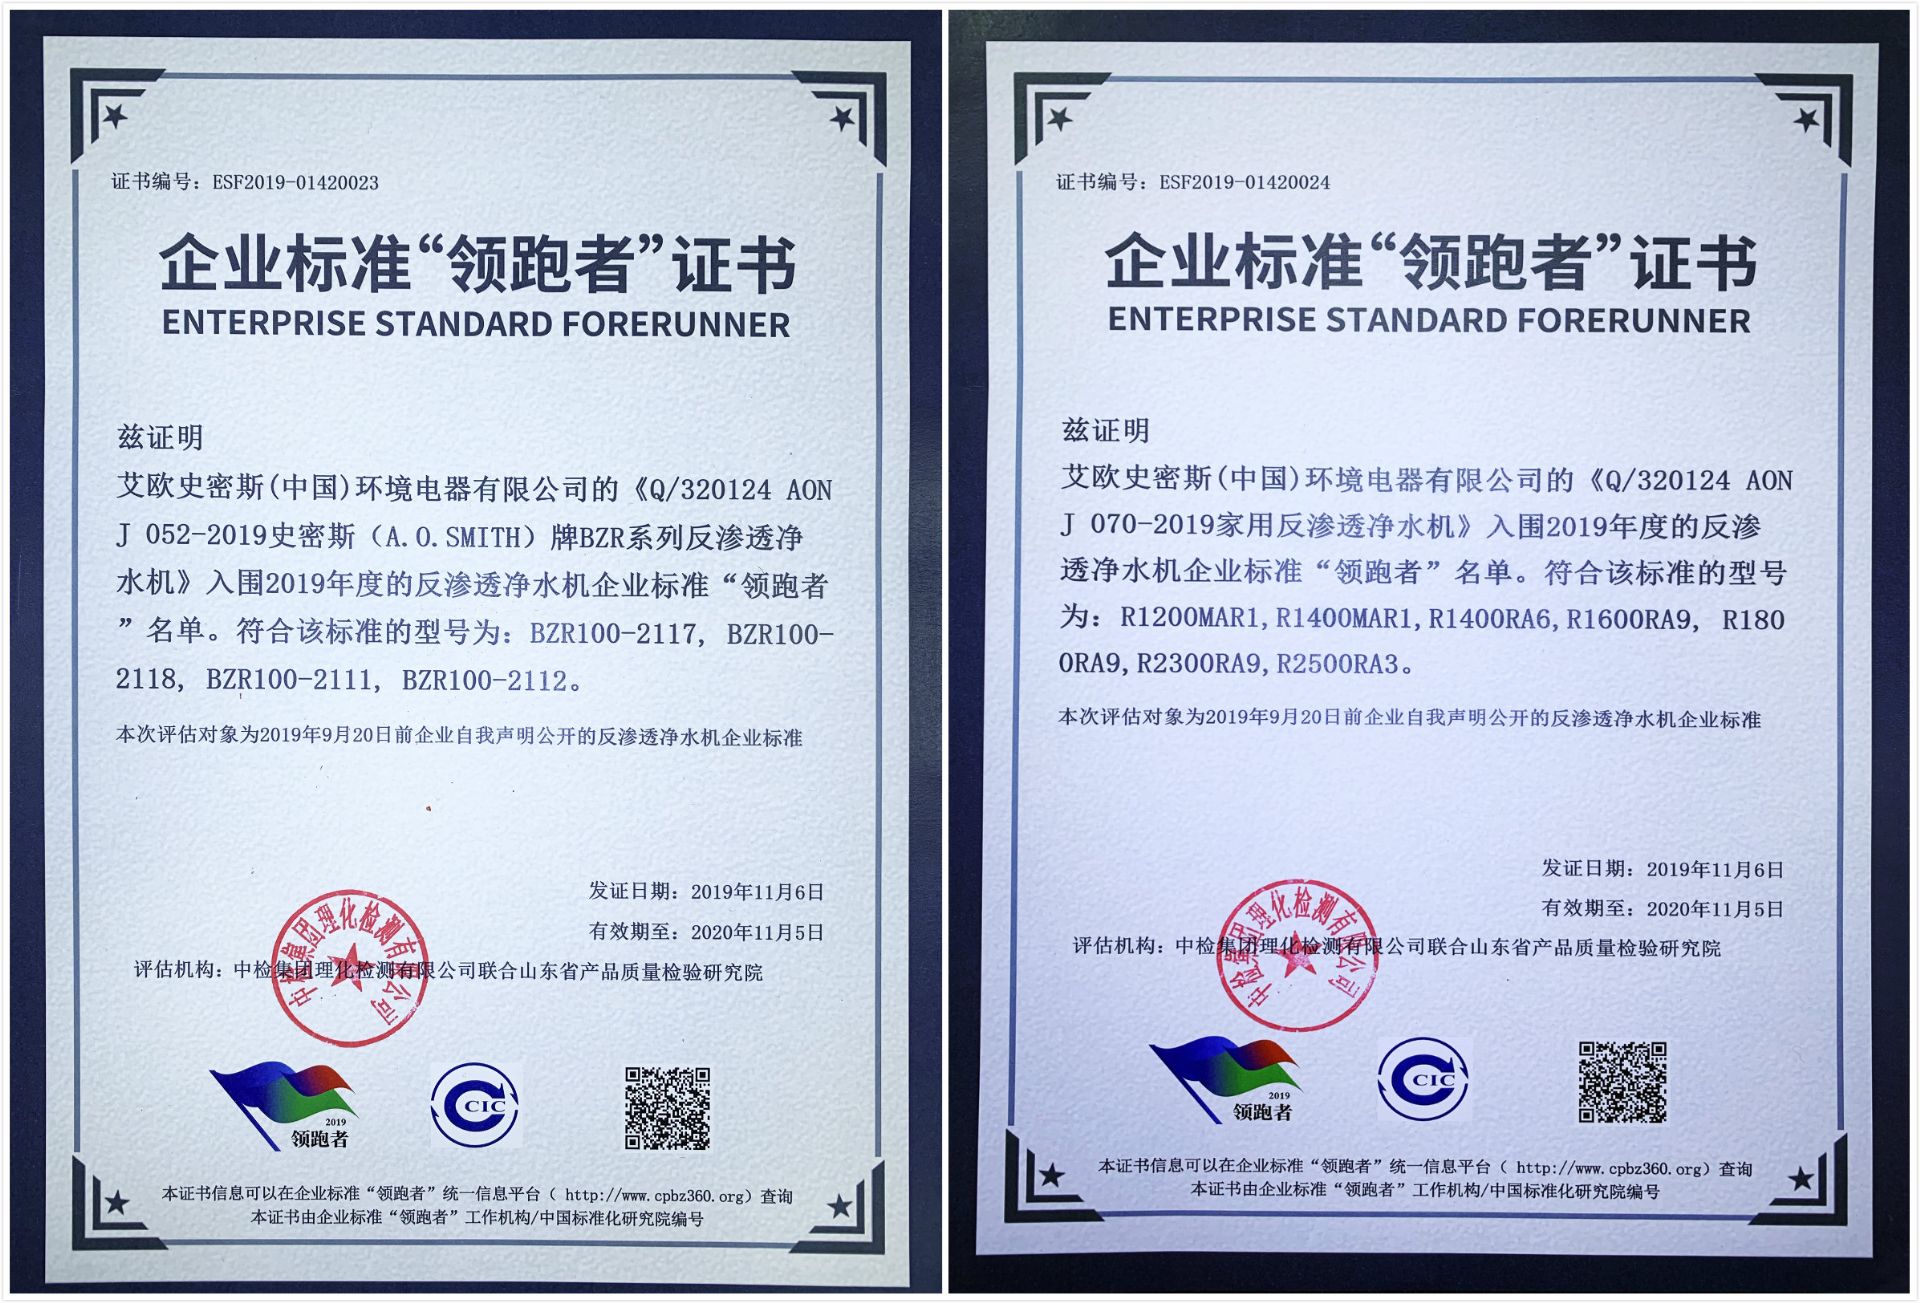 证书编号：ESF2019-01420023
企业标准“领跑者”证书
ENTERPRISE STANDARD FORERUNNER
兹证明
艾欧史密斯(中国)环境电器有限公司的《Q/320124 AON
J 052-2019史密斯（A.O.SMITH）牌BZR系列反渗透净
水机》入围2019年度的反渗透净水机企业标准“领跑者
”名单。符合该标准的型号为：BZR100-2117, BZR100-
2118, BZR100-2111, BZR100-2112。
本次评估对象为2019年9月20日前企业自我声明公开的反渗透净水机企业标准
发证日期：2019年11月6日
有效期至：2020年11月5日
评估机构：中检集团理化检测有限公司联合山东省产品质量检验研究院
中检集团理化检测有限公司
2019
领跑者
CIC
本证书信息可以在企业标准“领跑者”统一信息平台（ http://www.cpbz360.org）查询
本证书由企业标准“领跑者”工作机构/中国标准化研究院编号
证书编号：ESF2019-01420024
企业标准“领跑者”证书
ENTERPRISE STANDARD FORERUNNER
兹证明
艾欧史密斯(中国)环境电器有限公司的《Q/320124 AON
J 070-2019家用反渗透净水机》入围2019年度的反渗
透净水机企业标准“领跑者”名单。符合该标准的型号
为：R1200MAR1,R1400MAR1,R1400RA6,R1600RA9, R180
0RA9,R2300RA9,R2500RA3。
本次评估对象为2019年9月20日前企业自我声明公开的反渗透净水机企业标准
发证日期：2019年11月6日
有效期至：2020年11月5日
评估机构：中检集团理化检测有限公司联合山东省产品质量检验研究院
中检集团理化检测有限公司
2019
领跑者
CIC
本证书信息可以在企业标准“领跑者”统一信息平台（ http://www.cpbz360.org）查询
本证书由企业标准“领跑者”工作机构/中国标准化研究院编号